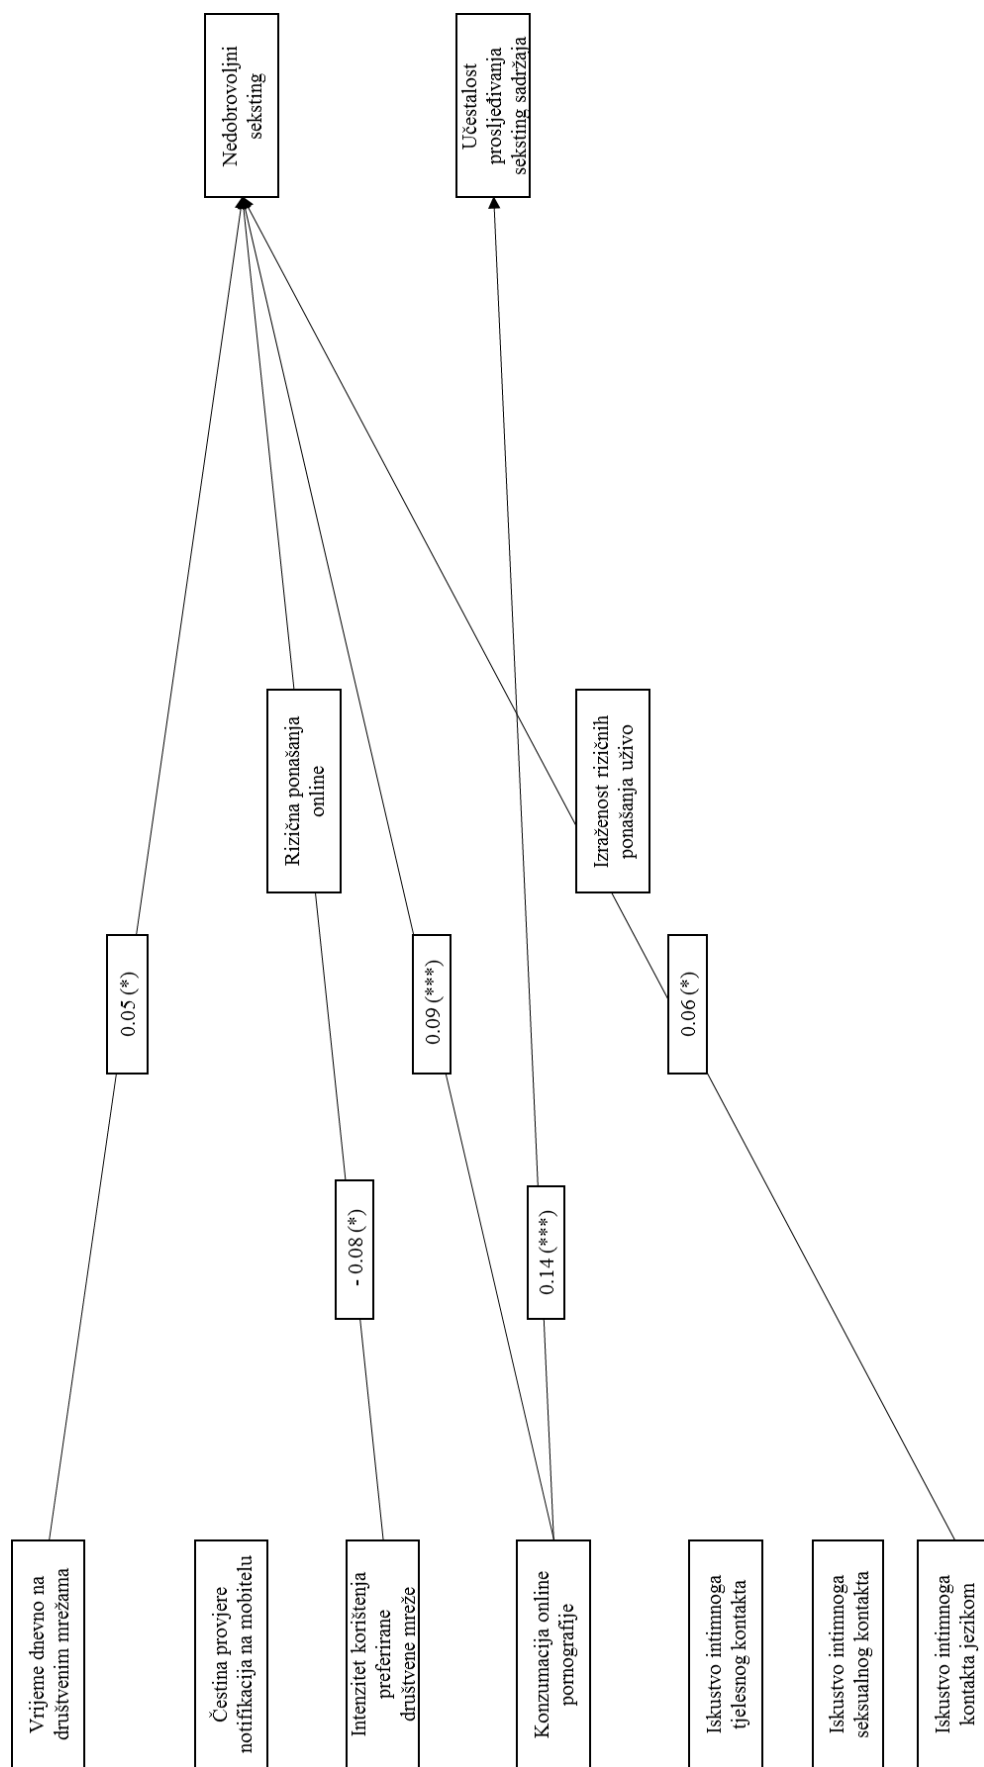 Vrijeme dnevno na
društvenim mrežama
Čestina provjere
notifikacija na mobitelu
Intenzitet korištenja
preferirane
društvene mreže
Konzumacija online
pornografije
Iskustvo intimnoga
tjelesnog kontakta
Iskustvo intimnoga
seksualnog kontakta
Iskustvo intimnoga
kontakta jezikom
0.05 (*)
- 0.08 (*)
0.09 (***)
0.14 (***)
0.06 (*)
Rizična ponašanja
online
Izraženost rizičnih
ponašanja uživo
Nedobrovoljni
seksting
Učestalost
prosljeđivanja
seksting sadržaja